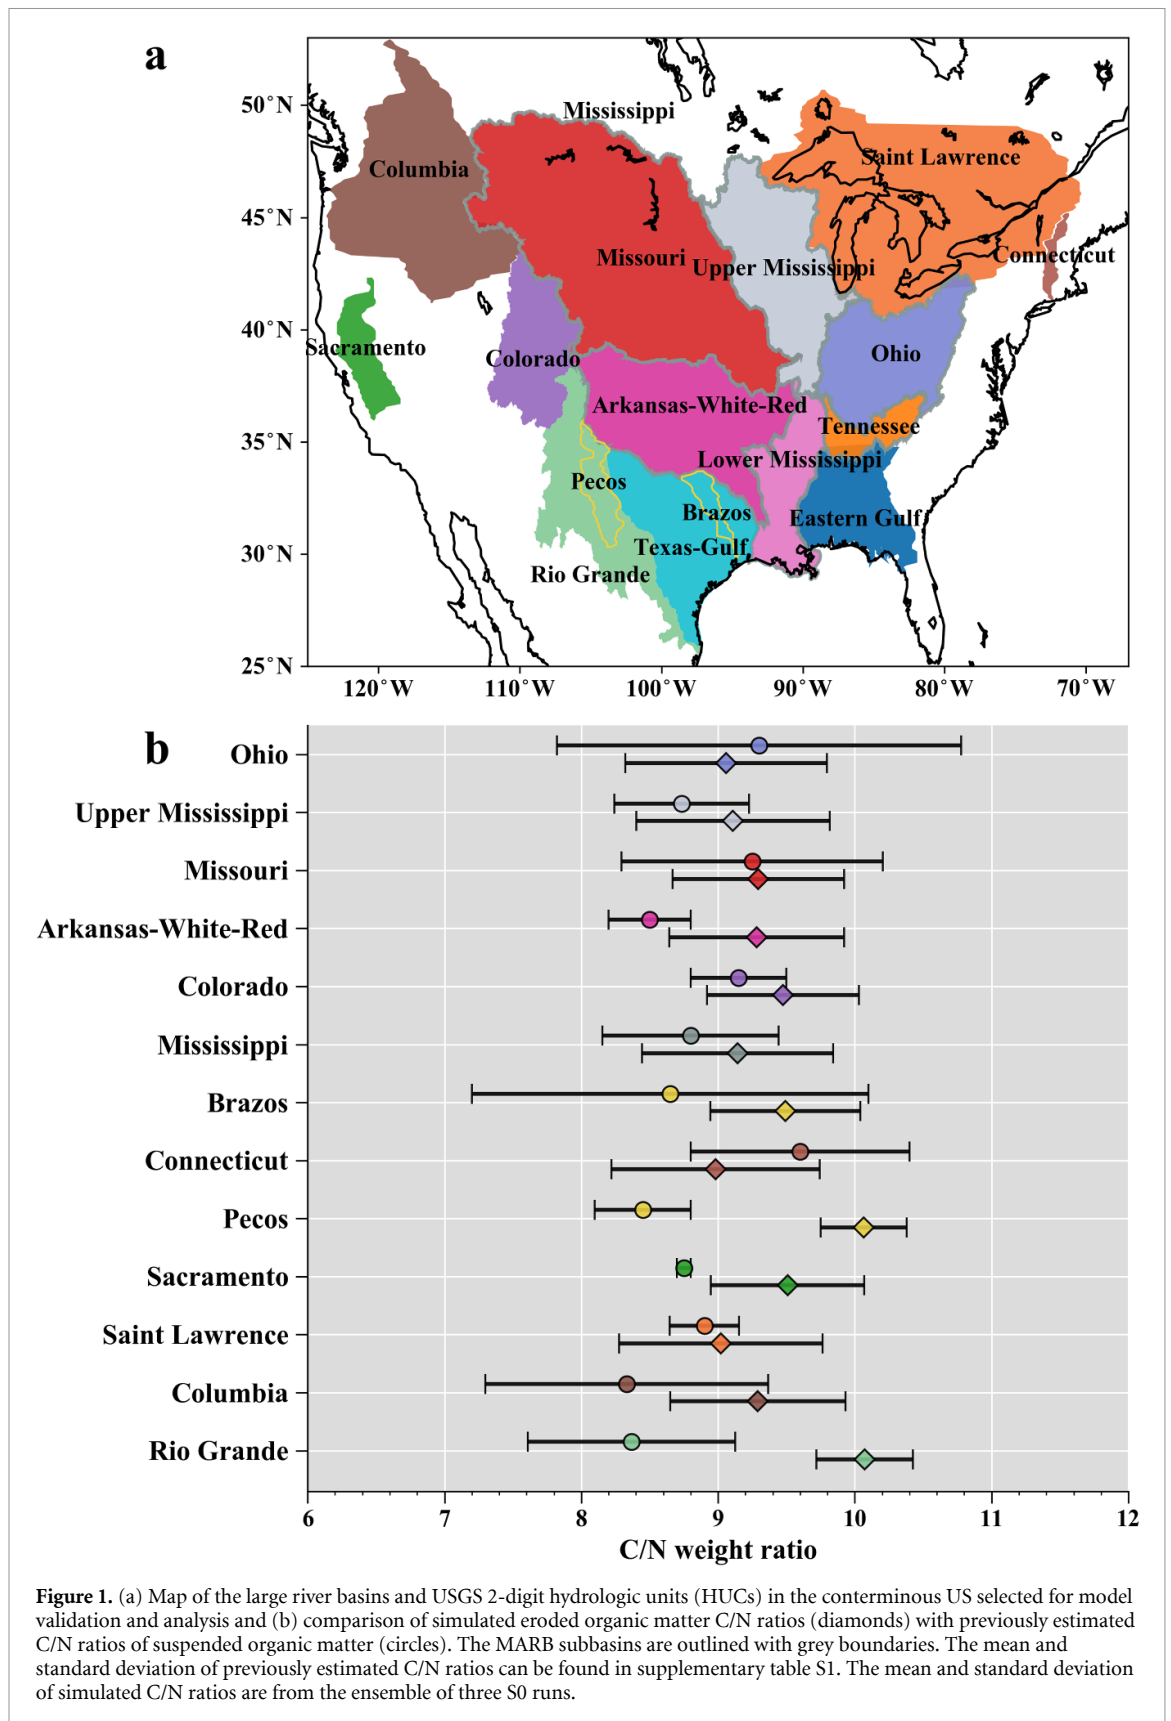 a
50°N
45°N
40°N
35°N
30°N
25°N
120°W
110°W
100°W
90°W
80°W
70°W
Mississippi
Columbia
Saint Lawrence
Missouri
Upper Mississippi
Connecticut
Sacramento
Colorado
Ohio
Arkansas-White-Red
Tennessee
Lower Mississippi
Pecos
Brazos
Eastern Gulf
Texas-Gulf
Rio Grande
b
Ohio
Upper Mississippi
Missouri
Arkansas-White-Red
Colorado
Mississippi
Brazos
Connecticut
Pecos
Sacramento
Saint Lawrence
Columbia
Rio Grande
6 7 8 9 10 11 12
C/N weight ratio
Figure 1. (a) Map of the large river basins and USGS 2-digit hydrologic units (HUCs) in the conterminous US selected for model
validation and analysis and (b) comparison of simulated eroded organic matter C/N ratios (diamonds) with previously estimated
C/N ratios of suspended organic matter (circles). The MARB subbasins are outlined with grey boundaries. The mean and
standard deviation of previously estimated C/N ratios can be found in supplementary table S1. The mean and standard deviation
of simulated C/N ratios are from the ensemble of three S0 runs.